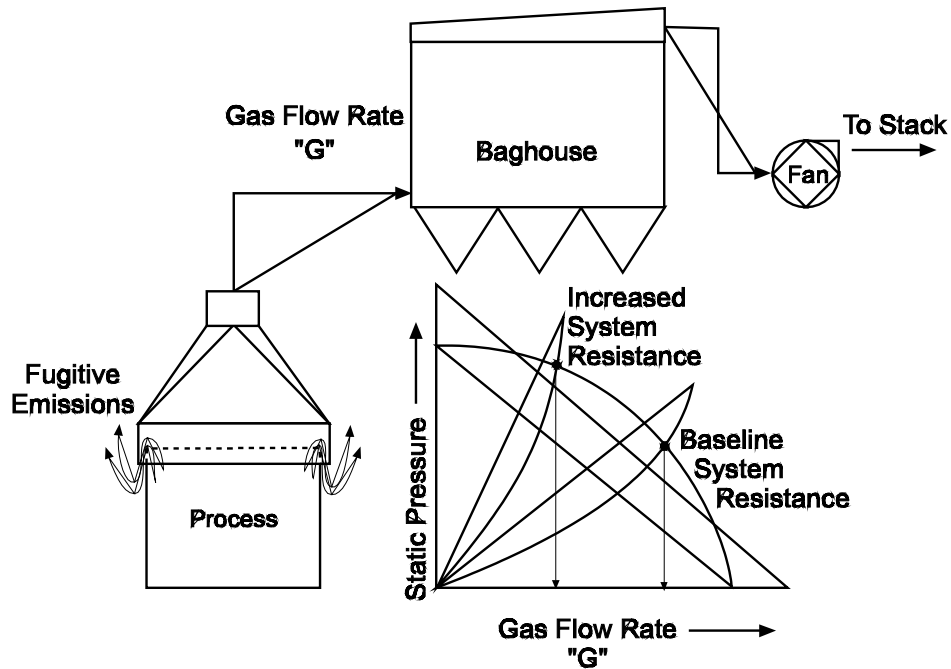 Gas Flow Rate
"G"
Baghouse
To Stack
Fan
Fugitive
Emissions
Process
Increased
System
Resistance
Baseline
System
Resistance
Static Pressure
Gas Flow Rate
"G"